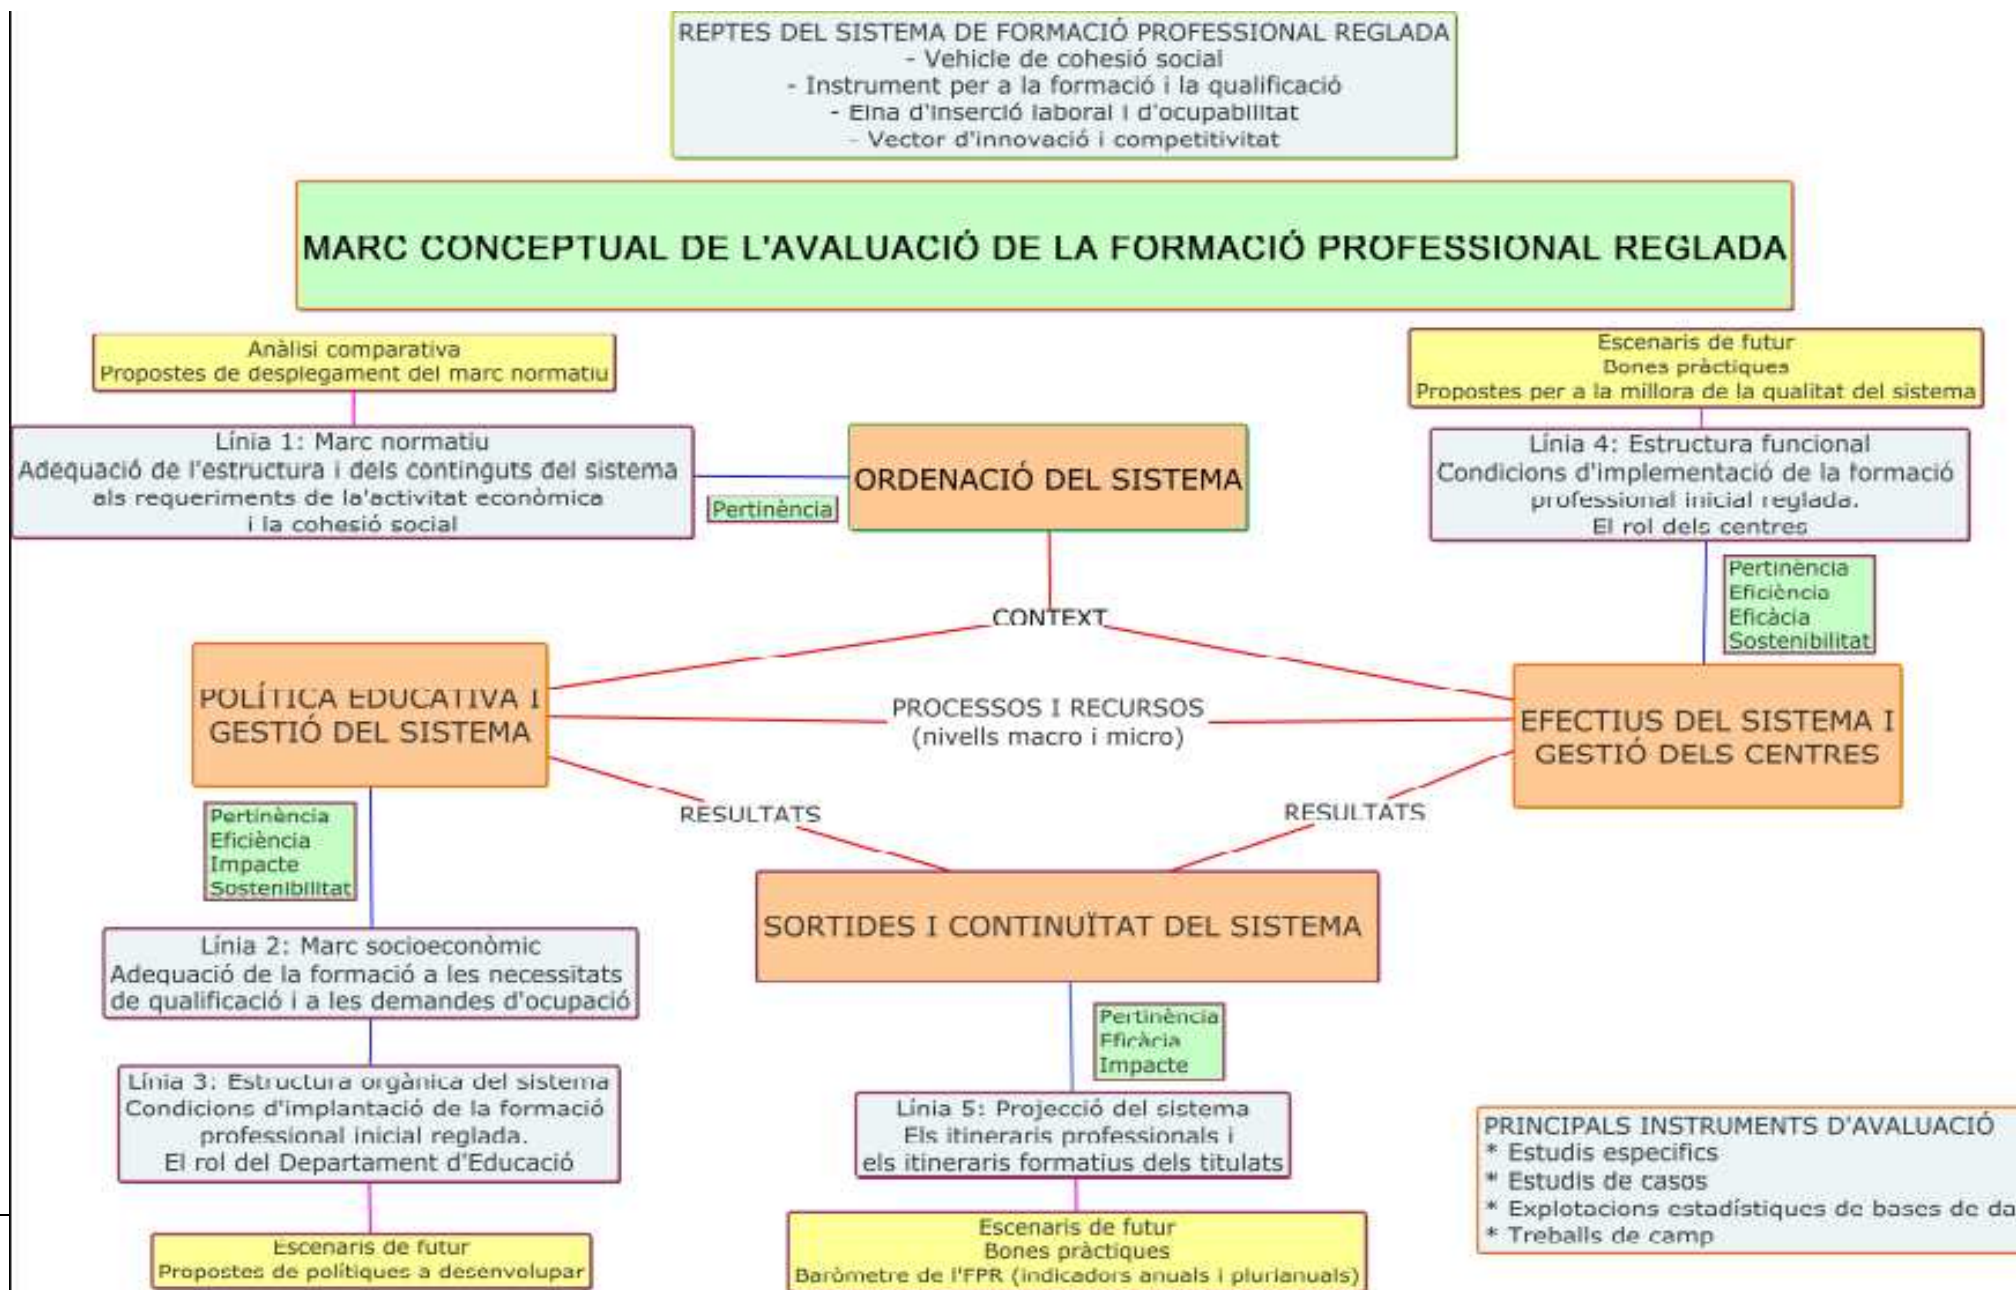 REPTES DEL SISTEMA DE FORMACIÓ PROFESSIONAL REGLADA
- Vehicle de cohesió social
- Instrument per a la formació i la qualificació
- Eina d'inserció laboral i d'ocupabilitat
- Vector d'innovació i competitivitat
MARC CONCEPTUAL DE L'AVALUACIÓ DE LA FORMACIÓ PROFESSIONAL REGLADA
Anàlisi comparativa
Propostes de desplegament del marc normatiu
Escenaris de futur
Bones pràctiques
Propostes per a la millora de la qualitat del sistema
Línia 1: Marc normatiu
Adequació de l'estructura i dels continguts del sistema
als requeriments de la'activitat econòmica
i la cohesió social
Pertinència
ORDENACIÓ DEL SISTEMA
Línia 4: Estructura funcional
Condicions d'implementació de la formació
professional inicial reglada.
El rol dels centres
Pertinència
Eficiència
Eficàcia
Sostenibilitat
CONTEXT
POLÍTICA EDUCATIVA I
GESTIÓ DEL SISTEMA
PROCESSOS I RECURSOS
(nivells macro i micro)
EFECTIUS DEL SISTEMA I
GESTIÓ DELS CENTRES
RESULTATS
RESULTATS
Pertinència
Eficiència
Impacte
Sostenibilitat
SORTIDES I CONTINUÏTAT DEL SISTEMA
Línia 2: Marc socioeconòmic
Adequació de la formació a les necessitats
de qualificació i a les demandes d'ocupació
Pertinència
Eficàcia
Impacte
Línia 3: Estructura orgànica del sistema
Condicions d'implantació de la formació
professional inicial reglada.
El rol del Departament d'Educació
Línia 5: Projecció del sistema
Els itineraris professionals i
els itineraris formatius dels titulats
Escenaris de futur
Propostes de polítiques a desenvolupar
Escenaris de futur
Bones pràctiques
Baròmetre de l'FPR (indicadors anuals i plurianuals)
PRINCIPALS INSTRUMENTS D'AVALUACIÓ
* Estudis específics
* Estudis de casos
* Explotacions estadístiques de bases de
* Treballs de camp